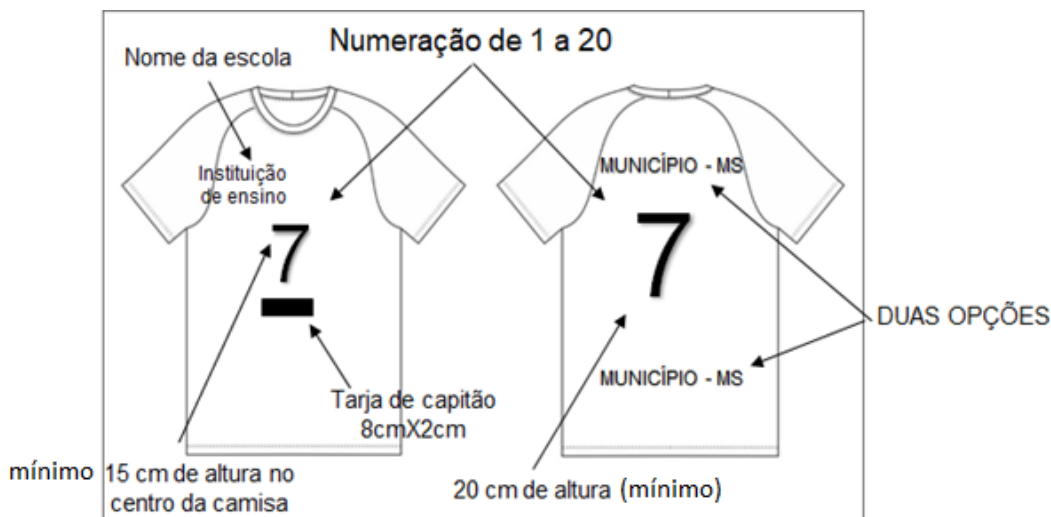 Numeração de 1 a 20
Nome da escola
Instituição
de ensino
7
Tarja de capitão
8cmX2cm
mínimo 15 cm de altura no
centro da camisa
MUNICÍPIO - MS
7
DUAS OPÇÕES
MUNICÍPIO - MS
20 cm de altura (mínimo)